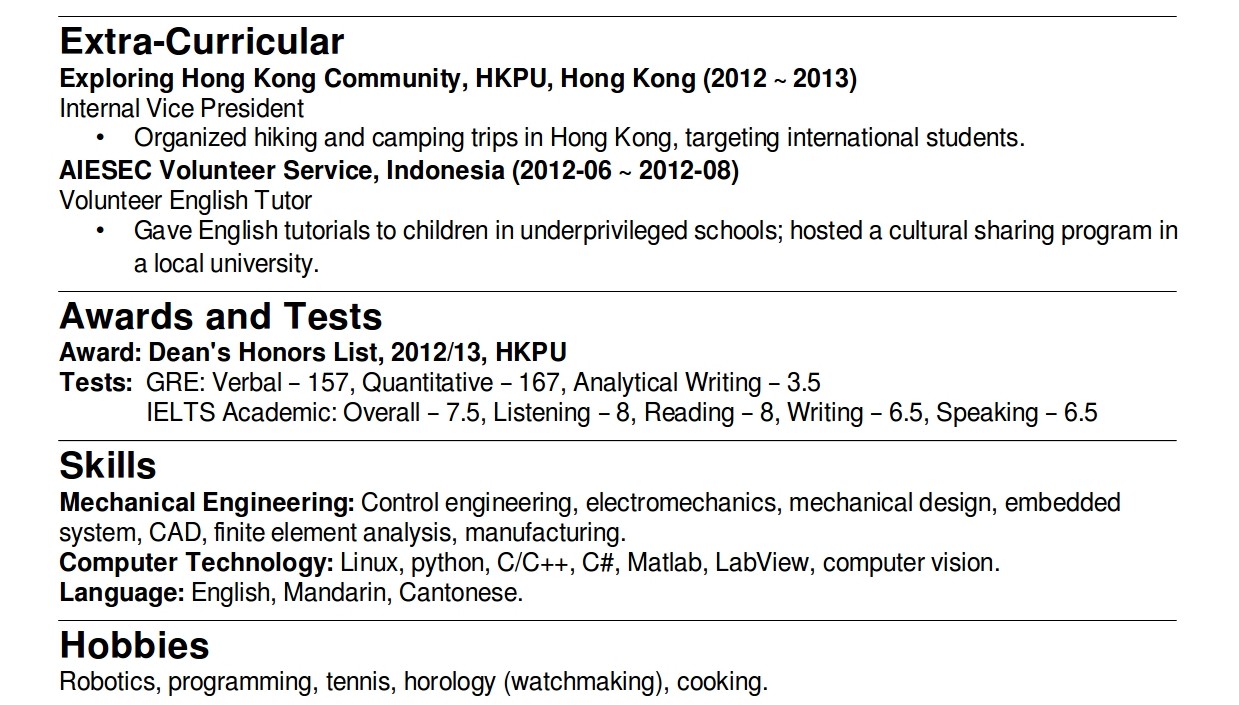 Extra-Curricular
Exploring Hong Kong Community, HKPU, Hong Kong (2012 ~ 2013)
Internal Vice President
• Organized hiking and camping trips in Hong Kong, targeting international students.
AIESEC Volunteer Service, Indonesia (2012-06 ~ 2012-08)
Volunteer English Tutor
• Gave English tutorials to children in underprivileged schools; hosted a cultural sharing program in
a local university.
Awards and Tests
Award: Dean's Honors List, 2012/13, HKPU
Tests: GRE: Verbal – 157, Quantitative – 167, Analytical Writing – 3.5
IELTS Academic: Overall – 7.5, Listening – 8, Reading – 8, Writing – 6.5, Speaking – 6.5
Skills
Mechanical Engineering: Control engineering, electromechanics, mechanical design, embedded
system, CAD, finite element analysis, manufacturing.
Computer Technology: Linux, python, C/C++, C#, Matlab, LabView, computer vision.
Language: English, Mandarin, Cantonese.
Hobbies
Robotics, programming, tennis, horology (watchmaking), cooking.